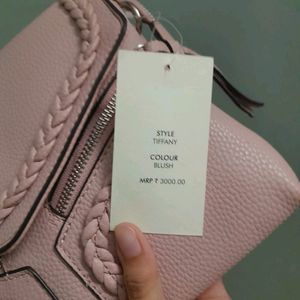 STYLE
TIFFANY
COLOUR
BLUSH
MRP ₹ 3000.00